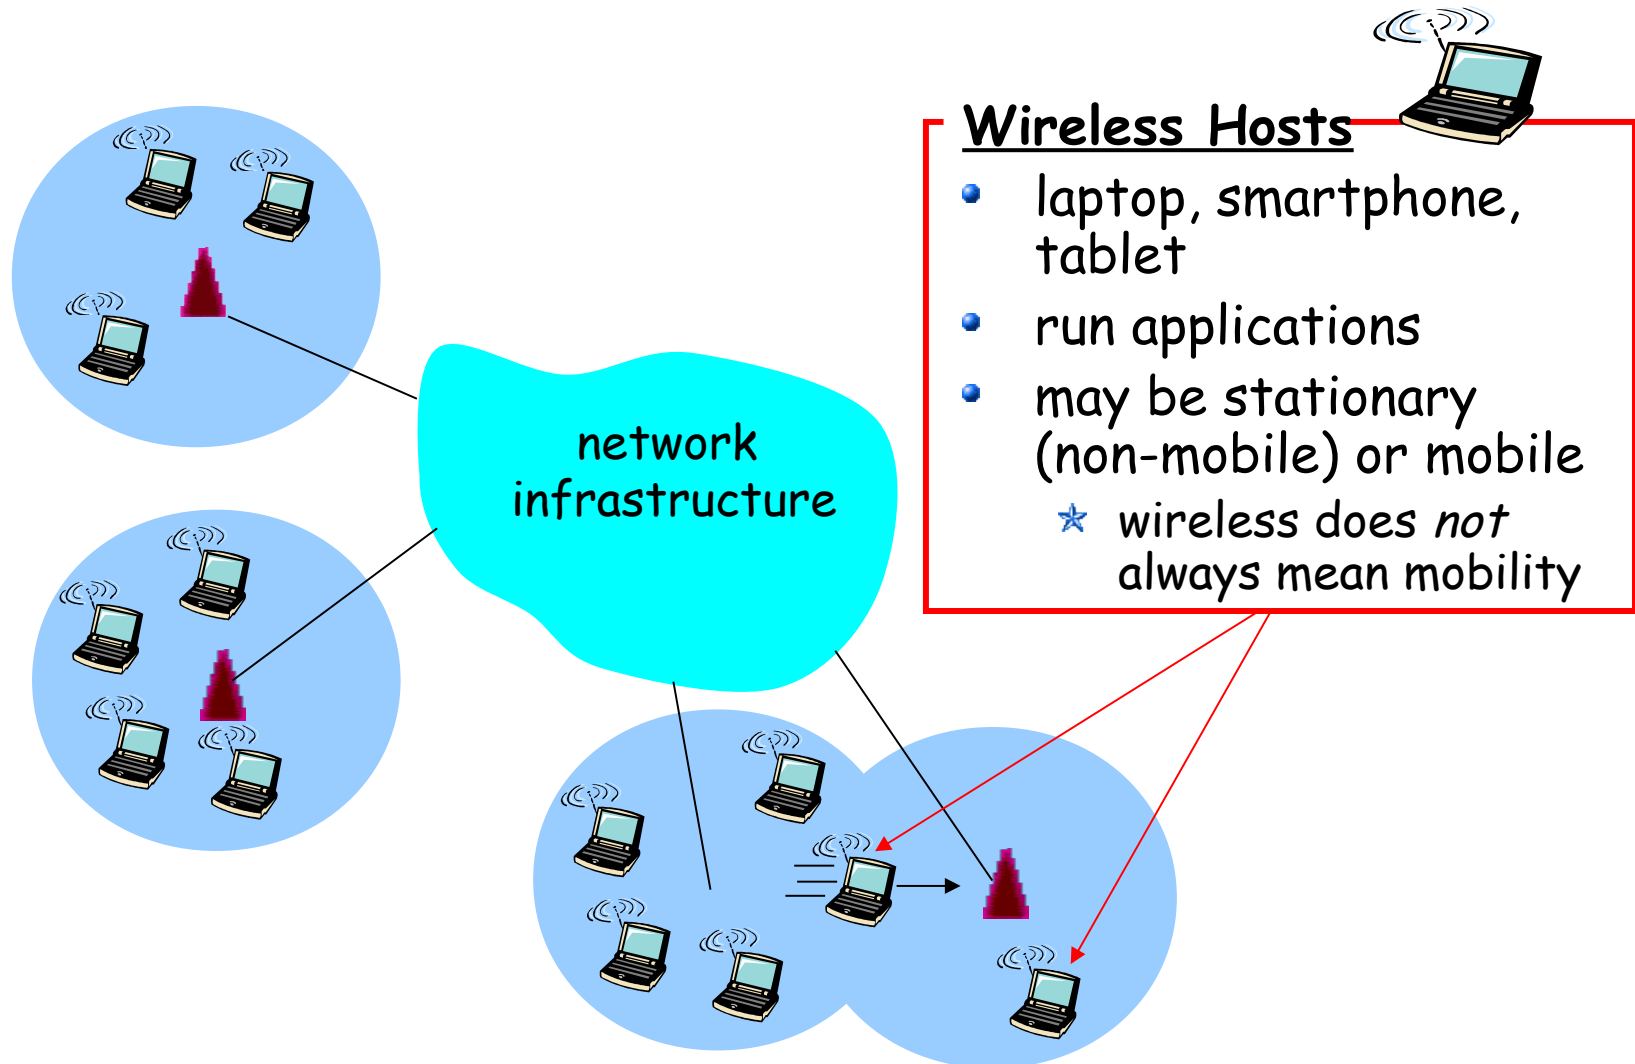 Wireless Hosts
laptop, smartphone,
tablet
run applications
may be stationary
(non-mobile) or mobile
wireless does not
always mean mobility
network
infrastructure